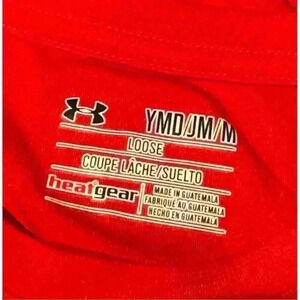 YMD/JM/M
LOOSE
COUPE LÂCHE/SUELTO
heatgear
MADE IN GUATEMALA
FABRIQUÉ AU GUATEMALA
HECHO EN GUATEMALA